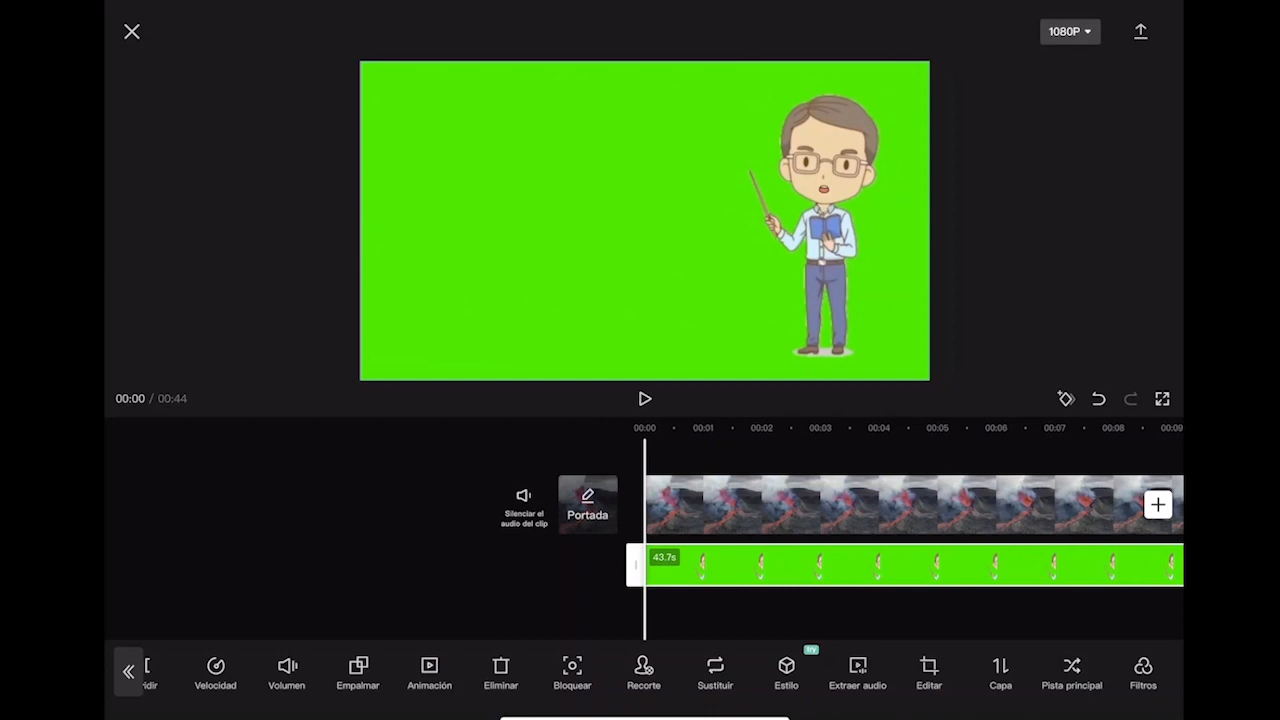 1080P
00:00 / 00:44
00:00 00:01 00:02 00:03 00:04 00:05 00:06 00:07 00:08 00:09
Silenciar el
audio del clip
Portada
43.7s
try
idir Velocidad Volumen Empalmar Animación Eliminar Bloquear Recorte Sustituir Estilo Extraer audio Editar Capa Pista principal Filtros